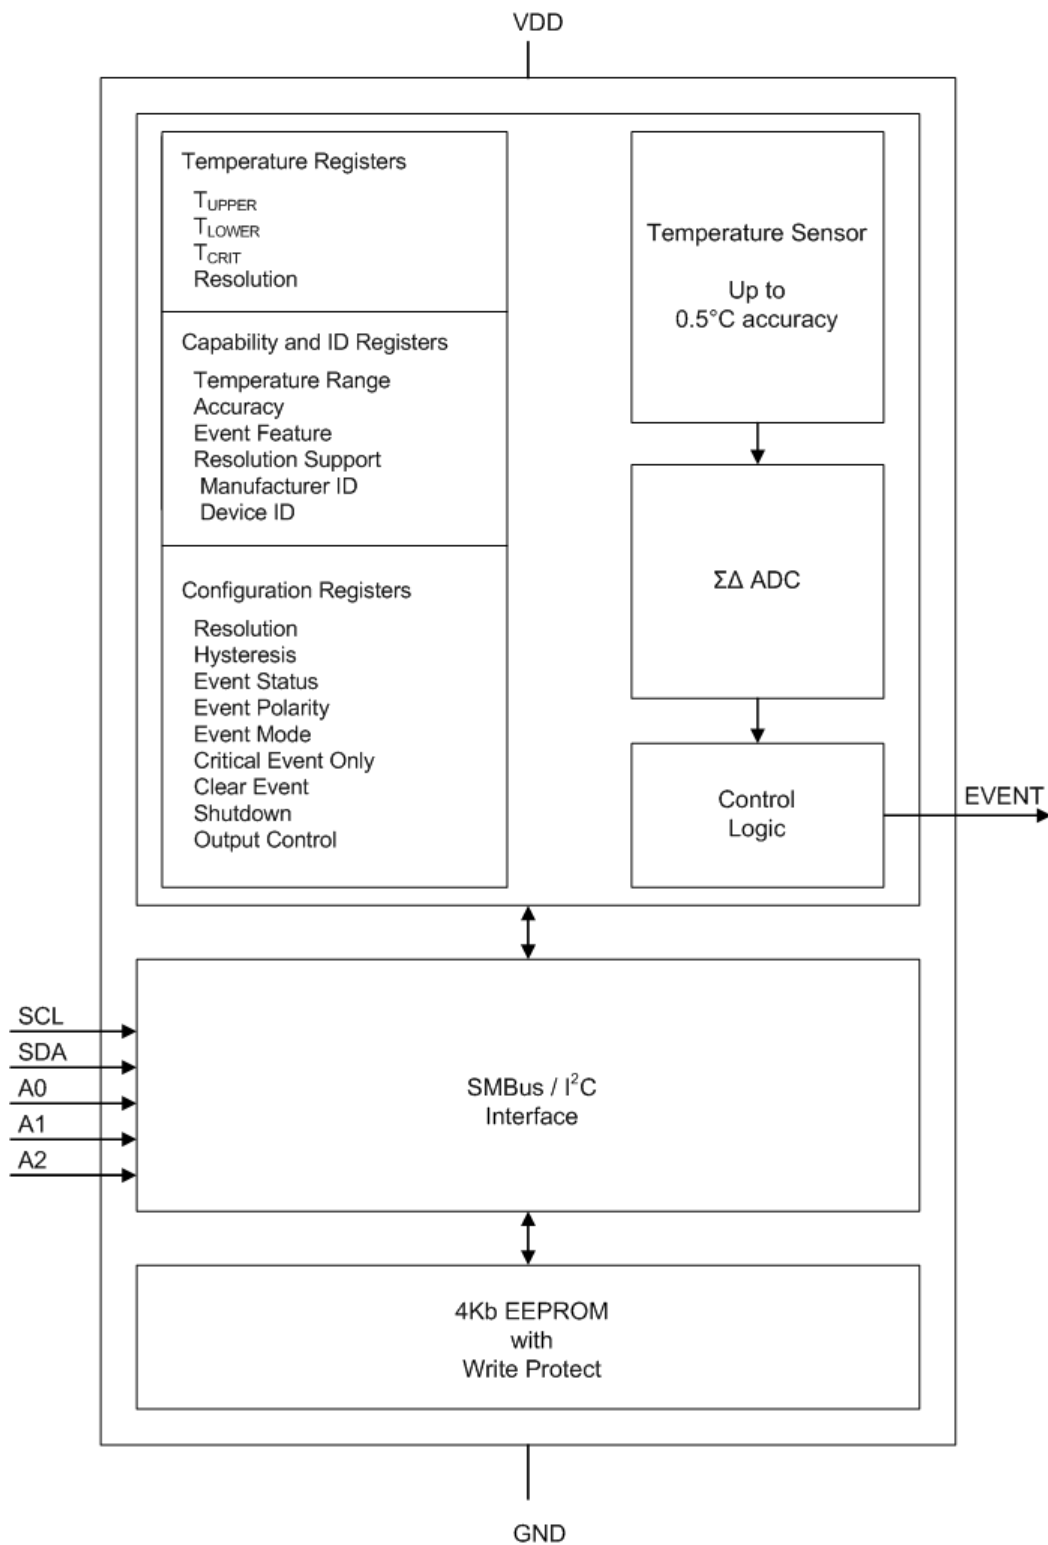 VDD
Temperature Registers
TUPPER
TLOWER
TCRIT
Resolution
Capability and ID Registers
Temperature Range
Accuracy
Event Feature
Resolution Support
Manufacturer ID
Device ID
Configuration Registers
Resolution
Hysteresis
Event Status
Event Polarity
Event Mode
Critical Event Only
Clear Event
Shutdown
Output Control
Temperature Sensor
Up to
0.5°C accuracy
ΣΔ ADC
Control
Logic
EVENT
SCL
SDA
A0
A1
A2
SMBus / I²C
Interface
4Kb EEPROM
with
Write Protect
GND